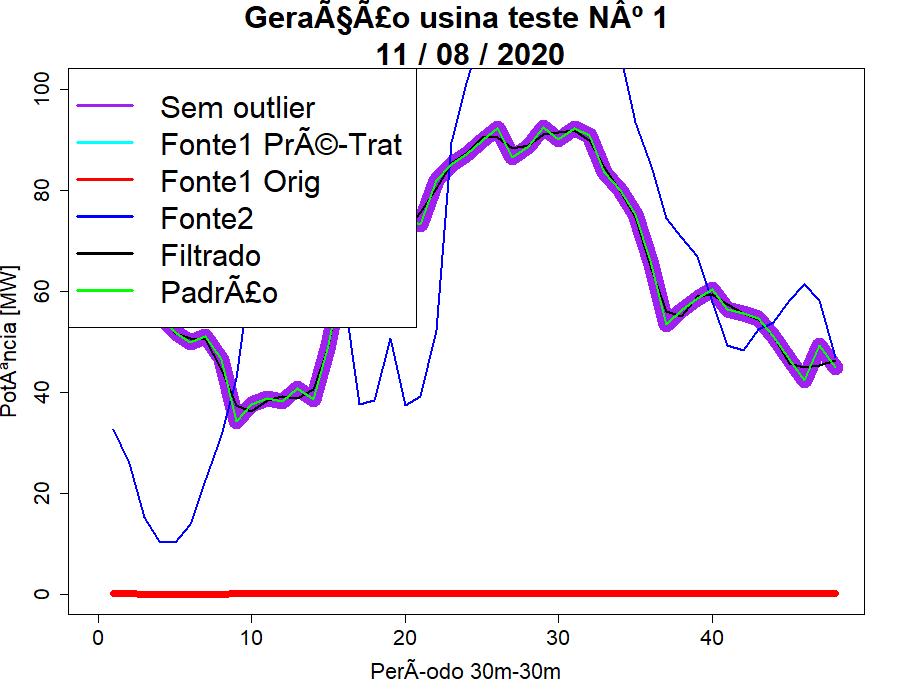 GeraÃ§Ã£o usina teste NÂº 1
11 / 08 / 2020
Sem outlier
Fonte1 PrÃ©-Trat
Fonte1 Orig
Fonte2
Filtrado
PadrÃ£o
PotÃªncia [MW]
100
80
60
40
20
0
0 10 20 30 40
PerÃ­odo 30m-30m